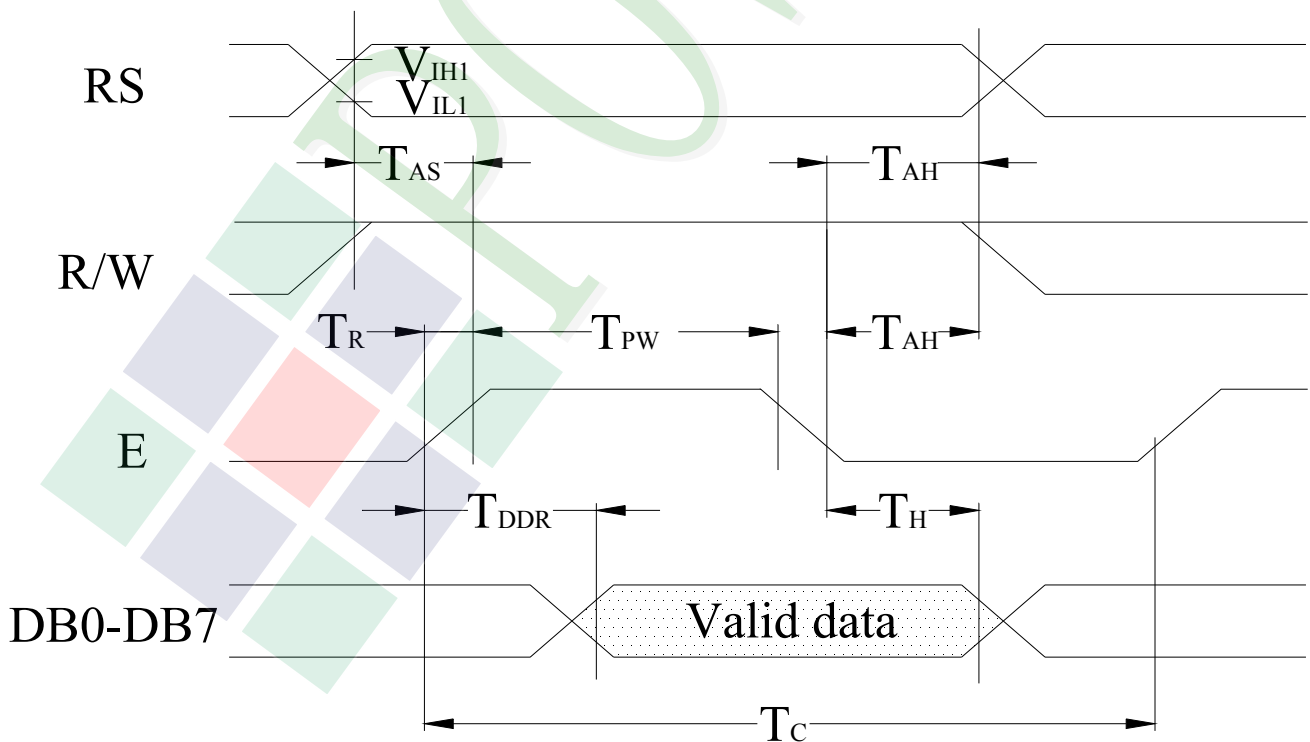 RS
VIH1
VIL1
TAS
TAH
R/W
TR
TPW
TAH
E
TDDR
TH
DB0-DB7
Valid data
TC